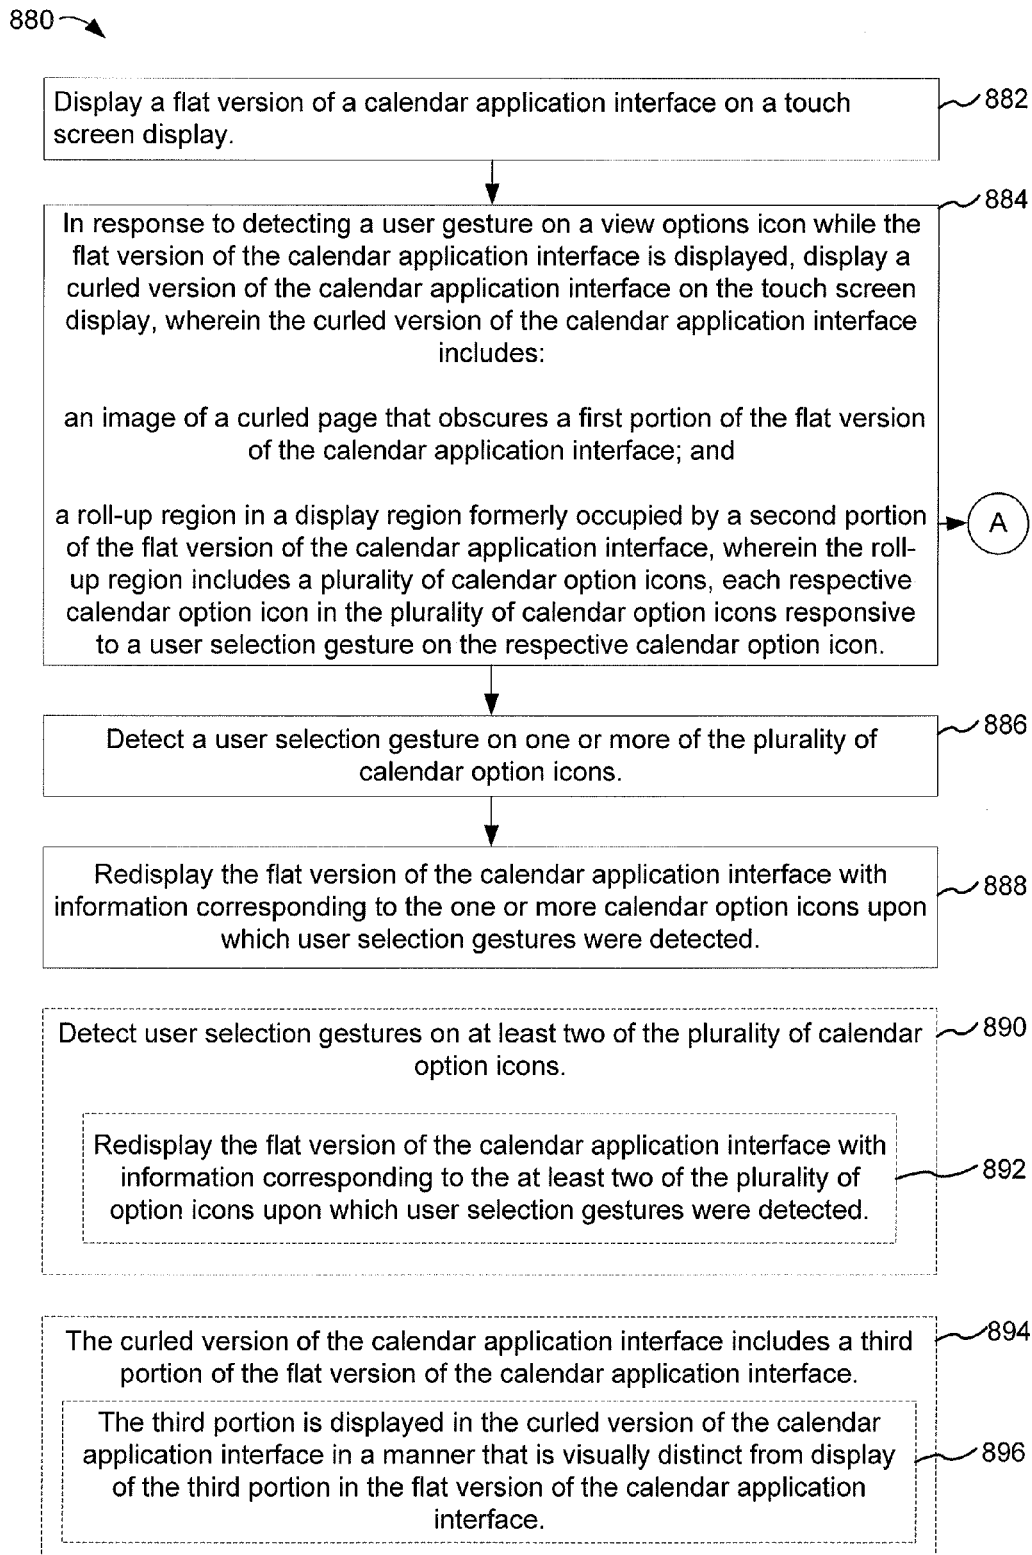 880
Display a flat version of a calendar application interface on a touch
screen display.
882
In response to detecting a user gesture on a view options icon while the
flat version of the calendar application interface is displayed, display a
curled version of the calendar application interface on the touch screen
display, wherein the curled version of the calendar application interface
includes:
an image of a curled page that obscures a first portion of the flat version
of the calendar application interface; and
a roll-up region in a display region formerly occupied by a second portion
of the flat version of the calendar application interface, wherein the roll-
up region includes a plurality of calendar option icons, each respective
calendar option icon in the plurality of calendar option icons responsive
to a user selection gesture on the respective calendar option icon.
884
A
Detect a user selection gesture on one or more of the plurality of
calendar option icons.
886
Redisplay the flat version of the calendar application interface with
information corresponding to the one or more calendar option icons upon
which user selection gestures were detected.
888
Detect user selection gestures on at least two of the plurality of calendar
option icons.
890
Redisplay the flat version of the calendar application interface with
information corresponding to the at least two of the plurality of
option icons upon which user selection gestures were detected.
892
The curled version of the calendar application interface includes a third
portion of the flat version of the calendar application interface.
894
The third portion is displayed in the curled version of the calendar
application interface in a manner that is visually distinct from display
of the third portion in the flat version of the calendar application
interface.
896